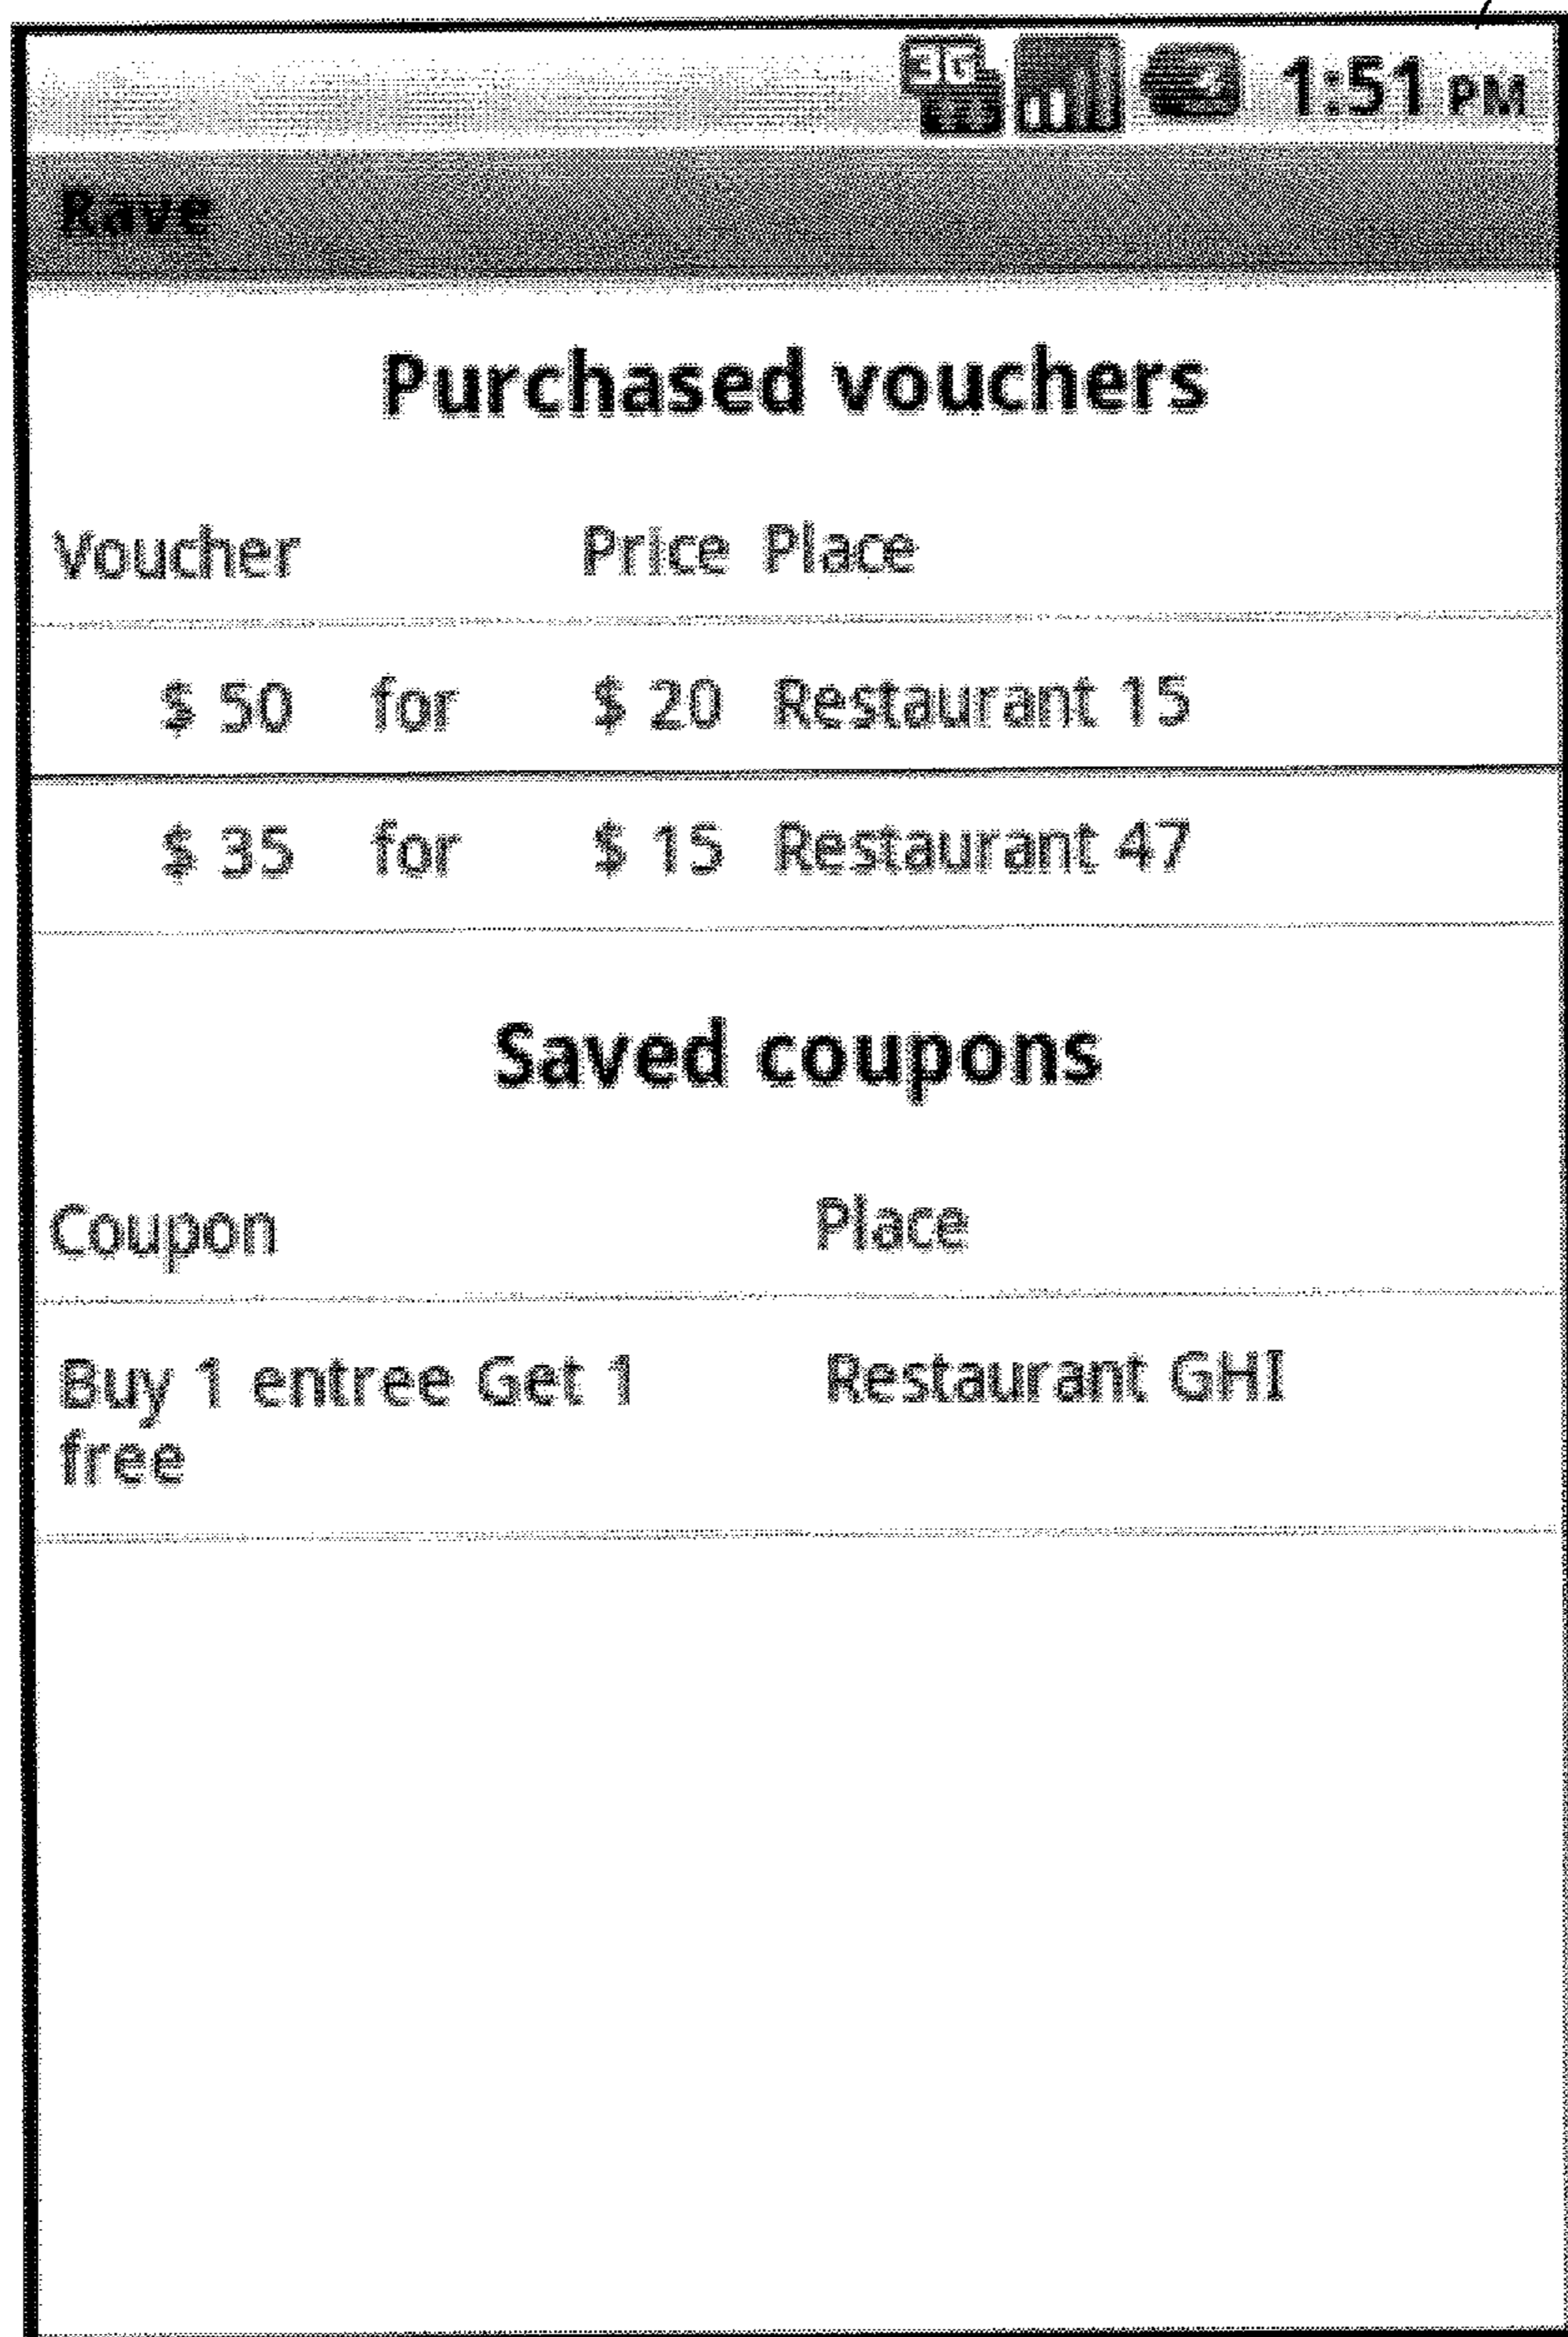 3G 1:51 PM
Rave
Purchased vouchers
Voucher Price Place
$ 50 for $ 20 Restaurant 15
$ 35 for $ 15 Restaurant 47
Saved coupons
Coupon Place
Buy 1 entree Get 1 Restaurant GHI
free